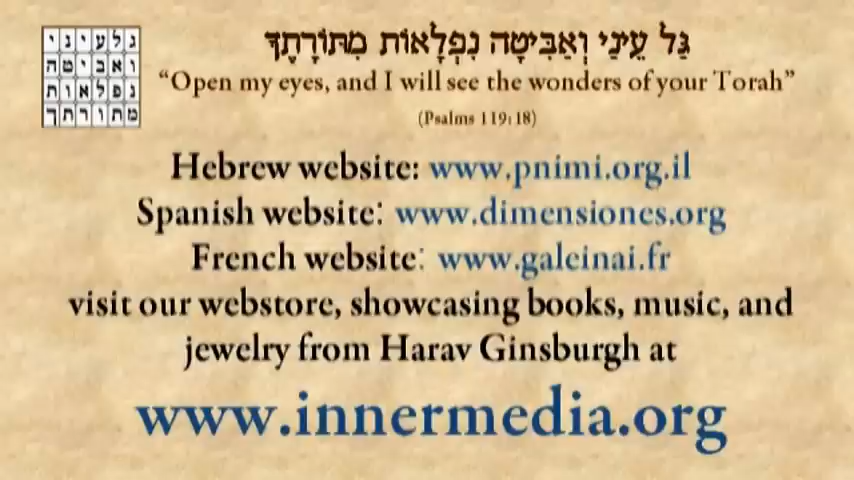 גלעיני
ואביטה
נפלאות
מתורתך
גַּל עֵינַי וְאַבִּיטָה נִפְלָאוֹת מִתּוֹרָתֶךָ
“Open my eyes, and I will see the wonders of your Torah”
(Psalms 119:18)
Hebrew website: www.pnimi.org.il
Spanish website: www.dimensiones.org
French website: www.galeinai.fr
visit our webstore, showcasing books, music, and
jewelry from Harav Ginsburgh at
www.innermedia.org